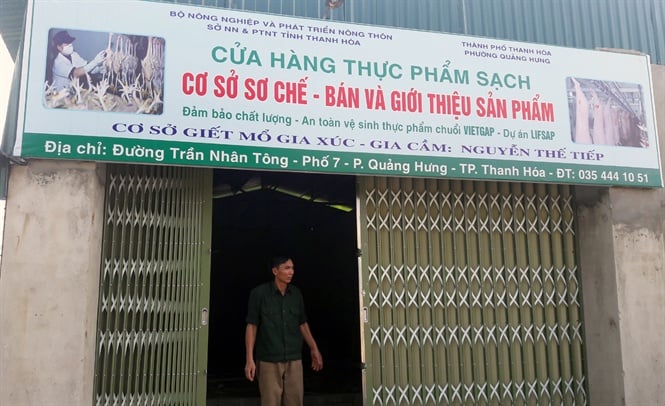 BỘ NÔNG NGHIỆP VÀ PHÁT TRIỂN NÔNG THÔN
SỞ NN & PTNT TỈNH THANH HÓA
THÀNH PHỐ THANH HÓA
PHƯỜNG QUẢNG HƯNG
CỬA HÀNG THỰC PHẨM SẠCH
CƠ SỞ SƠ CHẾ - BÁN VÀ GIỚI THIỆU SẢN PHẨM
Đảm bảo chất lượng - An toàn vệ sinh thực phẩm chuỗi VIETGAP - Dự án LIFSAP
CƠ SỞ GIẾT MỔ GIA XÚC - GIA CẦM: NGUYỄN THẾ TIẾP
Địa chỉ: Đường Trần Nhân Tông - Phố 7 - P. Quảng Hưng - TP. Thanh Hóa - ĐT: 035 444 10 51